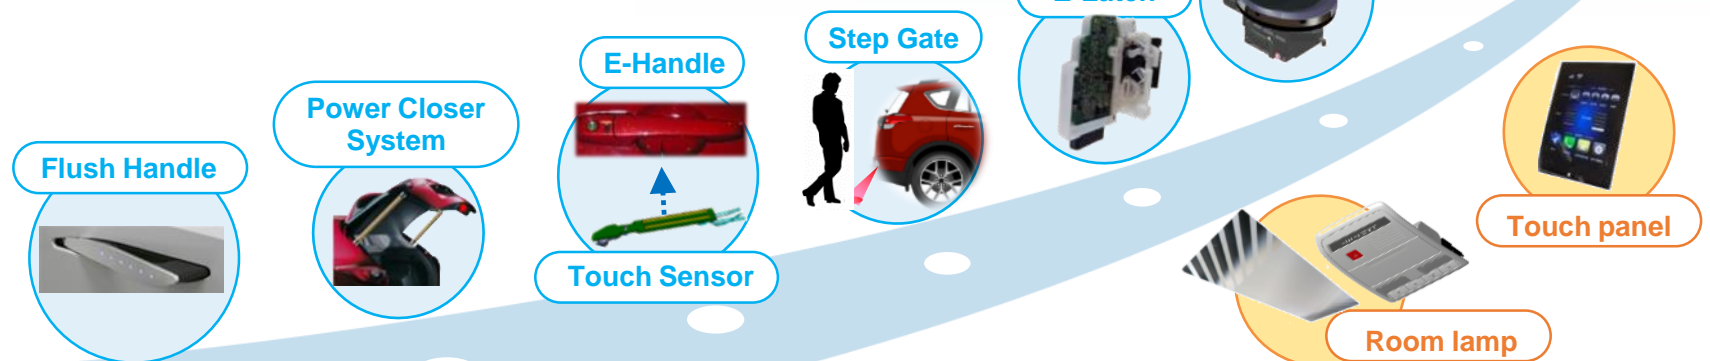 Step Gate
E-Handle
Power Closer
System
Flush Handle
Touch Sensor
Touch panel
Room lamp